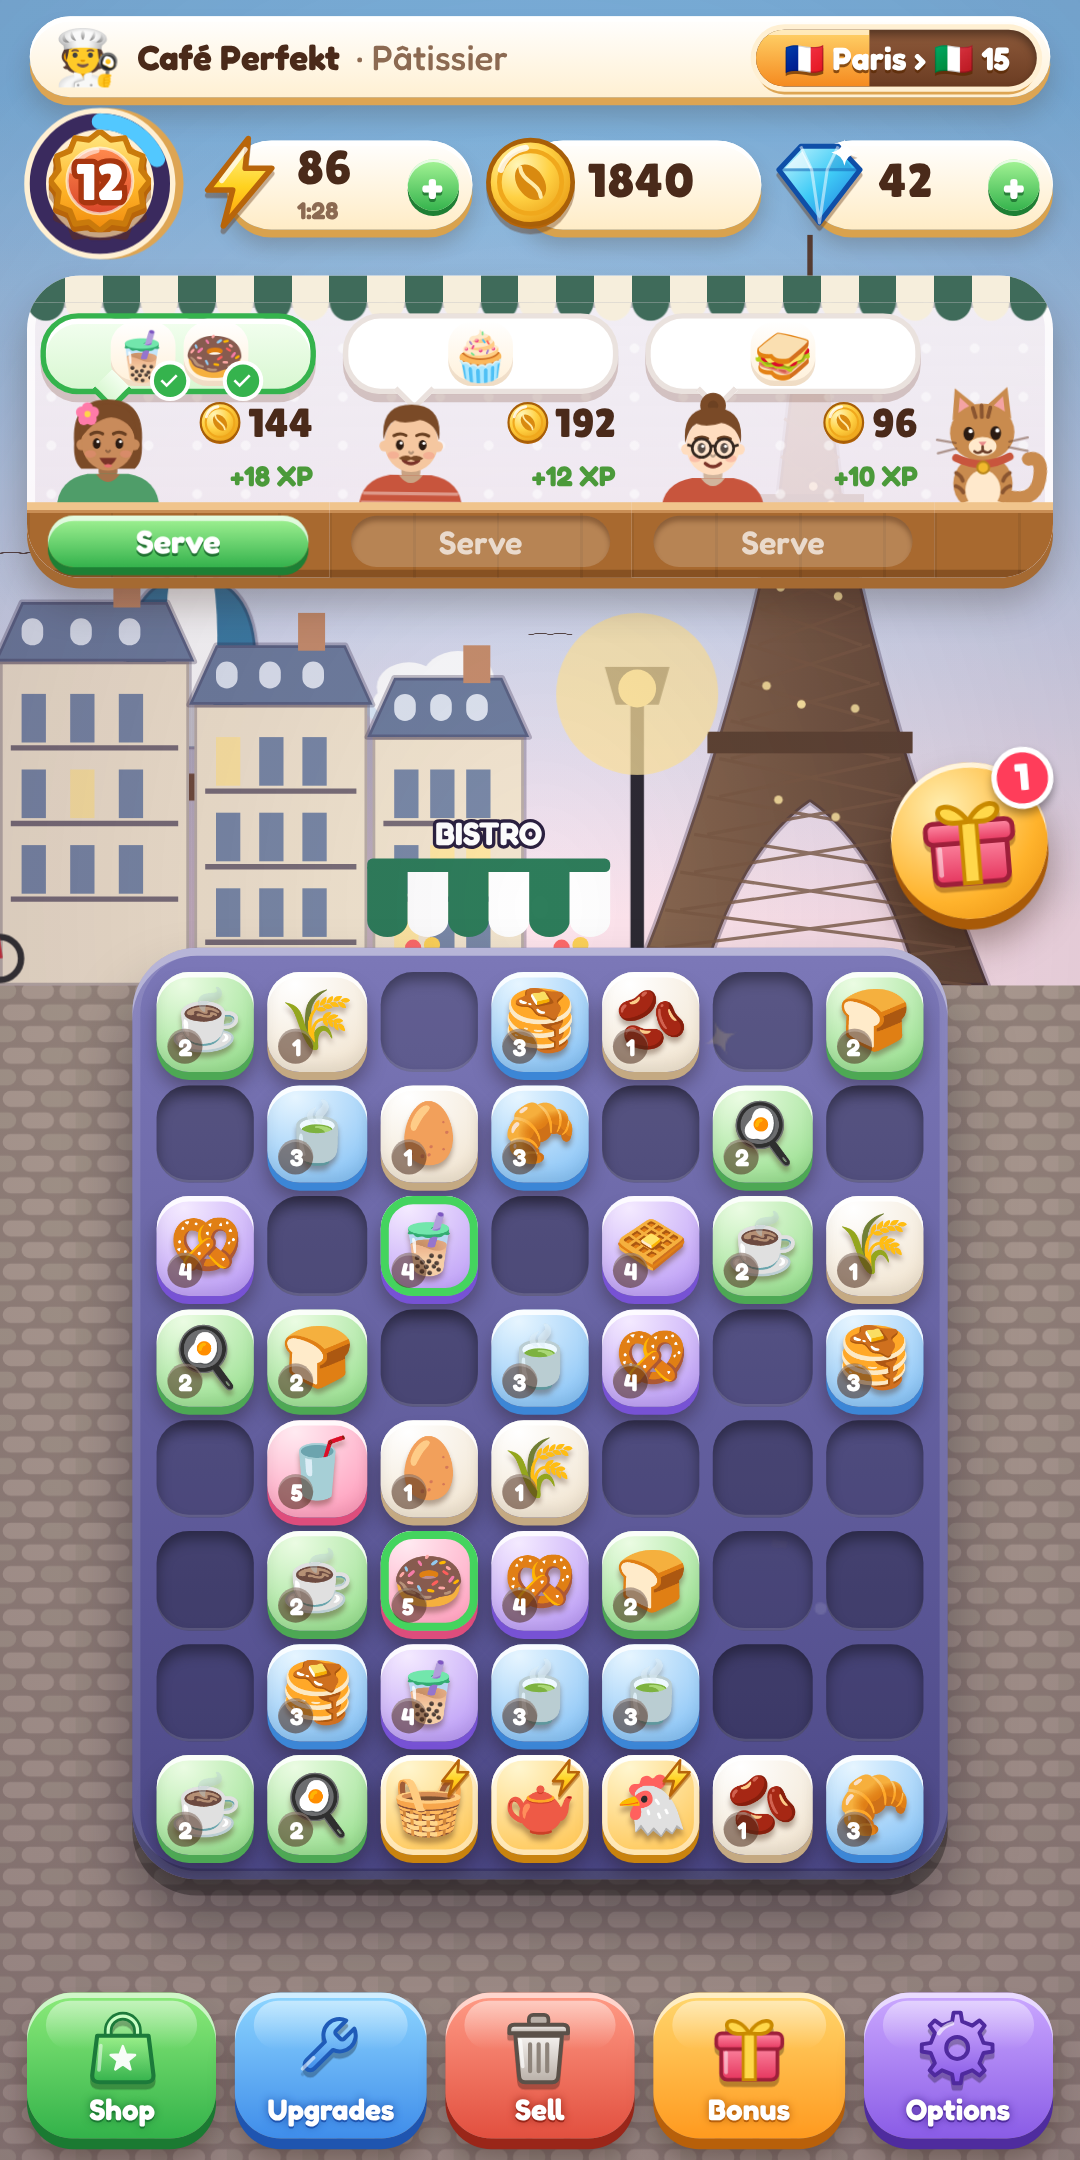 Café Perfekt · Pâtissier
Paris › 15
12
86
1:28
+
1840
42
+
144
+18 XP
192
+12 XP
96
+10 XP
Serve
Serve
Serve
BISTRO
1
2 1 3 1 2
3 1 3 2
4 4 4 2 1
2 2 3 4 3
5 1 1
2 5 4 2
3 4 3 3
2 2 1 3
Shop
Upgrades
Sell
Bonus
Options